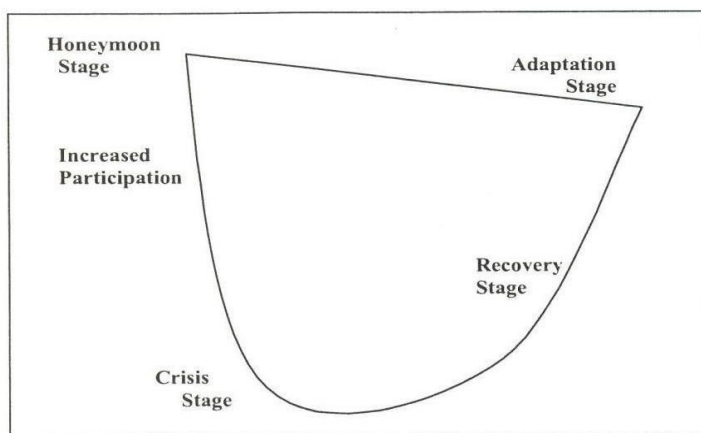 Honeymoon
Stage
Adaptation
Stage
Increased
Participation
Recovery
Stage
Crisis
Stage